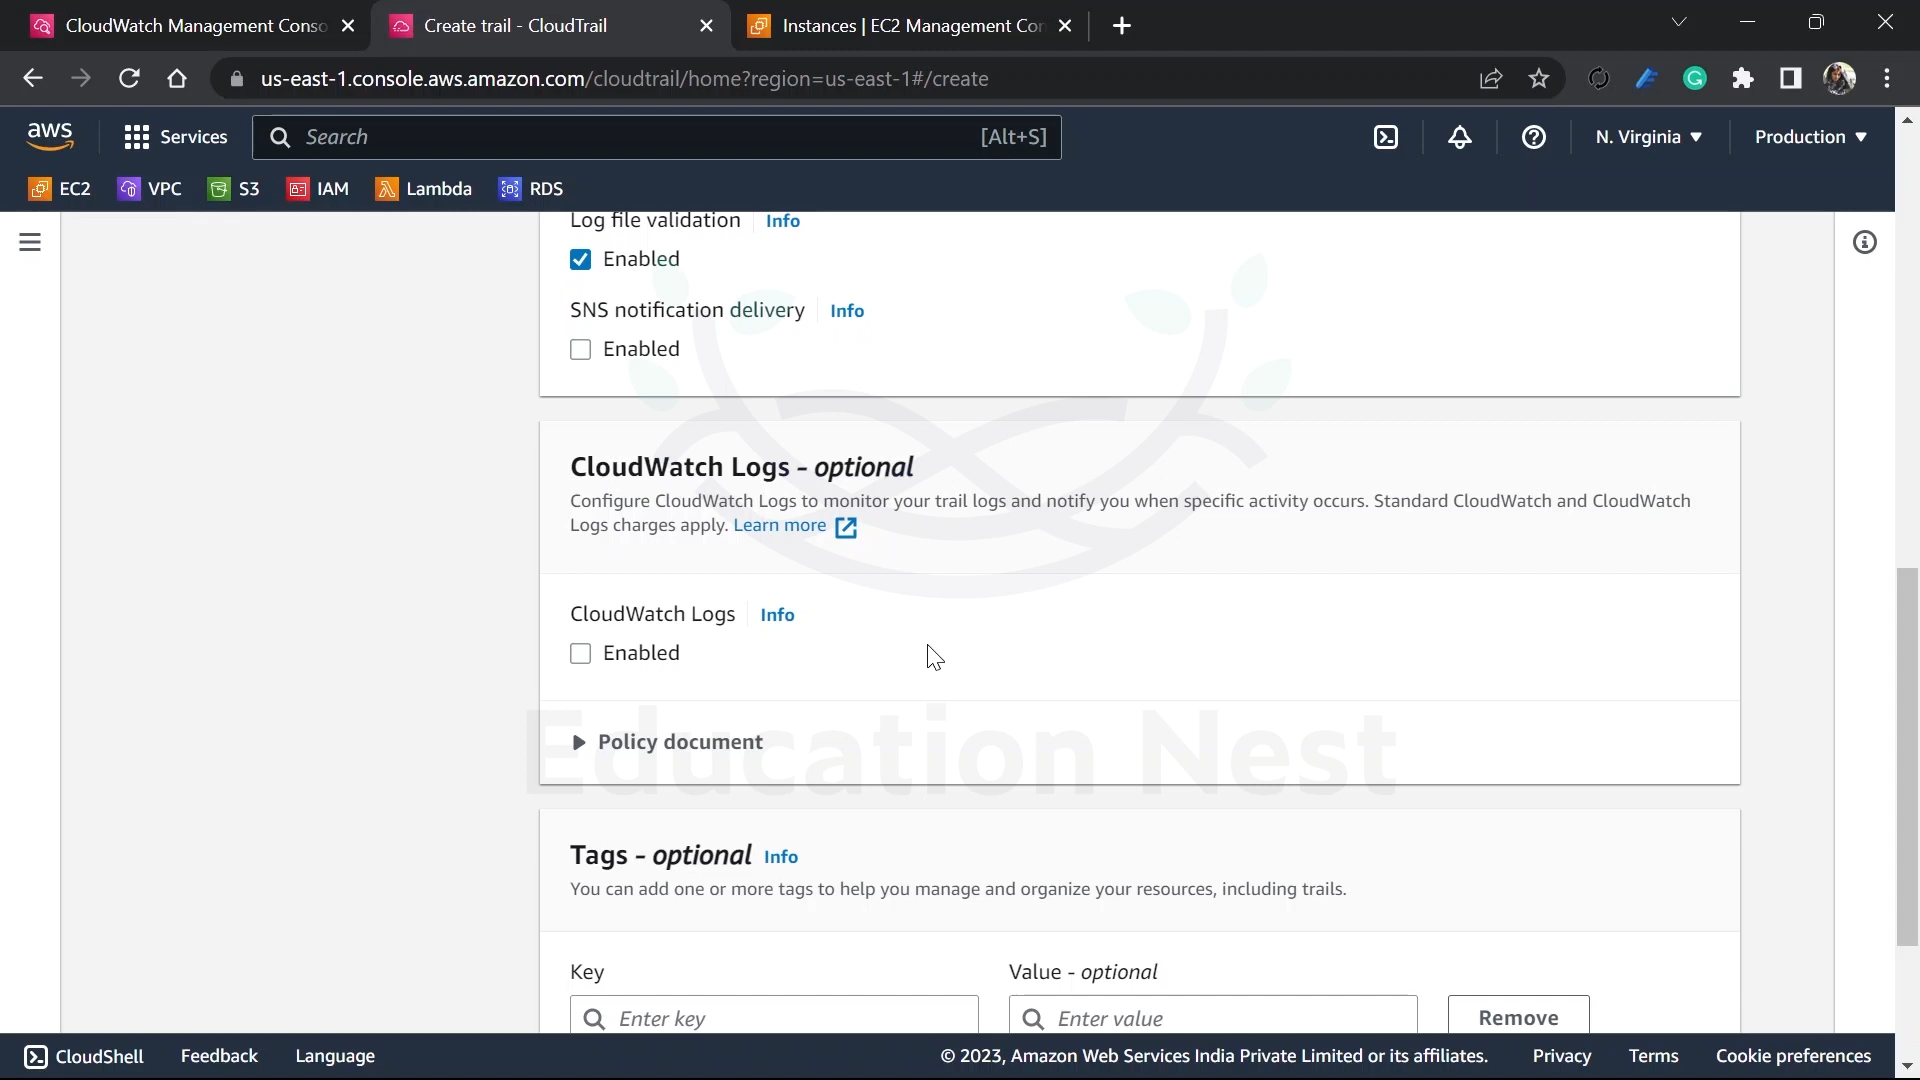 CloudWatch Management Conso
Create trail - CloudTrail
Instances | EC2 Management Con
us-east-1.console.aws.amazon.com/cloudtrail/home?region=us-east-1#/create
aws
Services
Search
[Alt+S]
N. Virginia
Production
EC2
VPC
S3
IAM
Lambda
RDS
Log file validation
Info
Enabled
SNS notification delivery
Info
Enabled
CloudWatch Logs - optional
Configure CloudWatch Logs to monitor your trail logs and notify you when specific activity occurs. Standard CloudWatch and CloudWatch
Logs charges apply. Learn more
CloudWatch Logs
Info
Enabled
Policy document
Education Nest
Tags - optional
Info
You can add one or more tags to help you manage and organize your resources, including trails.
Key
Value - optional
Enter key
Enter value
Remove
CloudShell
Feedback
Language
© 2023, Amazon Web Services India Private Limited or its affiliates.
Privacy
Terms
Cookie preferences